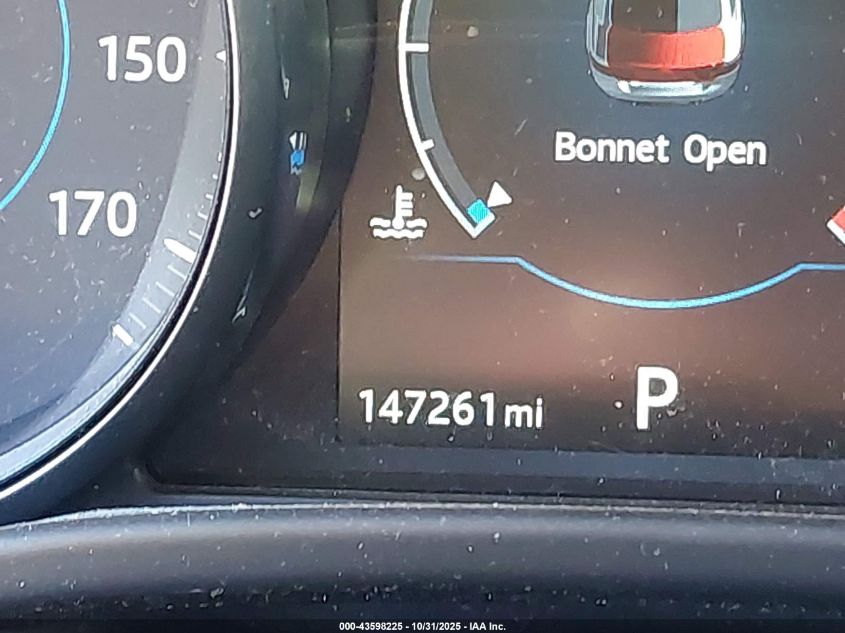 150
170
Bonnet Open
147261 mi
P
000-43598225 - 10/31/2025 - IAA Inc.